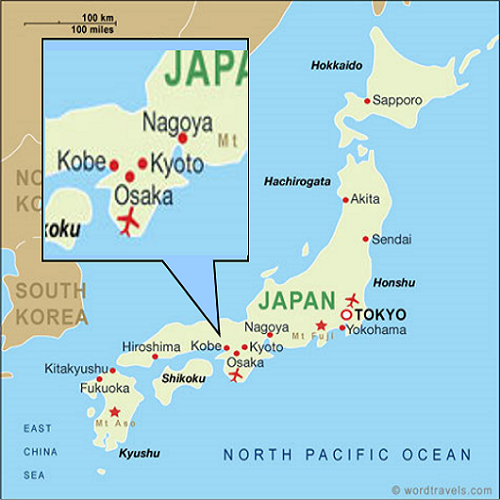 100 km
100 miles
JAPA
Nagoya
Mt
Kobe
Kyoto
Osaka
koku
NO
KO
SOUTH
KOREA
Hokkaido
Sapporo
Hachirogata
Akita
Sendai
Honshu
JAPAN
TOKYO
Nagoya
Mt Fuji
Yokohama
Hiroshima
Kobe
Kyoto
Osaka
Kitakyushu
Fukuoka
Shikoku
Mt Aso
Kyushu
EAST
CHINA
SEA
NORTH PACIFIC OCEAN
© wordtravels.com